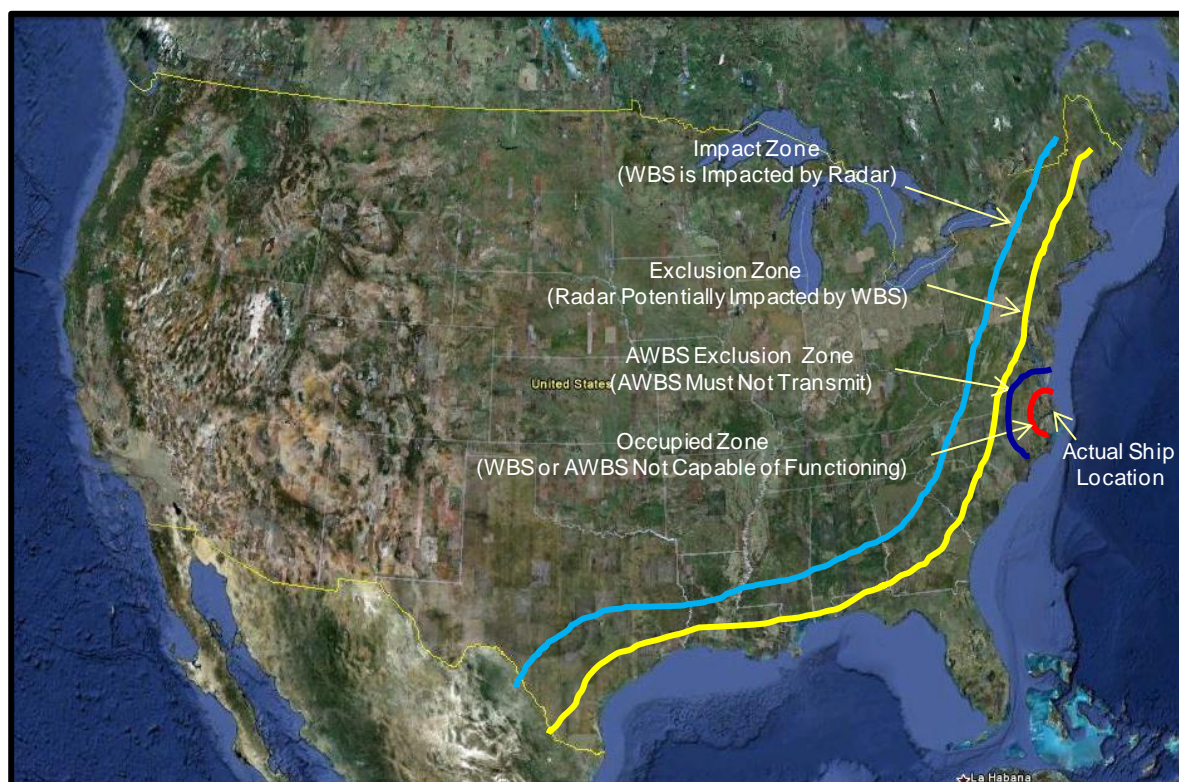 Impact Zone
(WBS is Impacted by Radar)
Exclusion Zone
(Radar Potentially Impacted by WBS)
AWBS Exclusion Zone
(AWBS Must Not Transmit)
United States
Occupied Zone
(WBS or AWBS Not Capable of Functioning)
Actual Ship
Location
La Habana